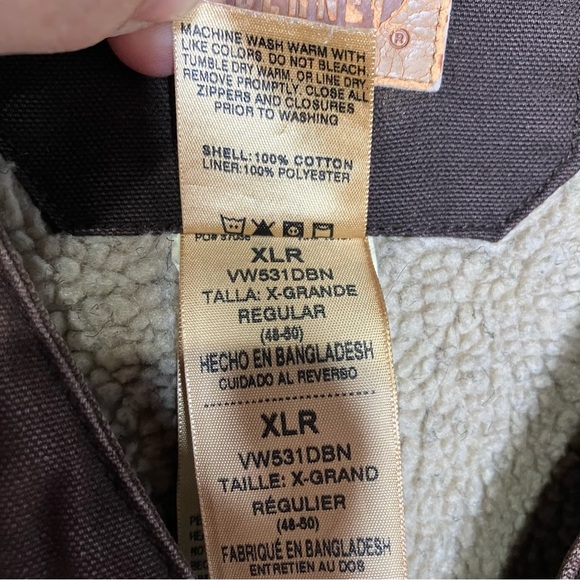 ®
MACHINE WASH WARM WITH
LIKE COLORS. DO NOT BLEACH.
TUMBLE DRY WARM, OR LINE DRY.
REMOVE PROMPTLY. CLOSE ALL
ZIPPERS AND CLOSURES
PRIOR TO WASHING
SHELL:100% COTTON
LINER:100% POLYESTER
XLR
VW531DBN
TALLA: X-GRANDE
REGULAR
(48-50)
HECHO EN BANGLADESH
CUIDADO AL REVERSO
XLR
VW531DBN
TAILLE: X-GRAND
RÉGULIER
(48-50)
FABRIQUÉ EN BANGLADESH
ENTRETIEN AU DOS